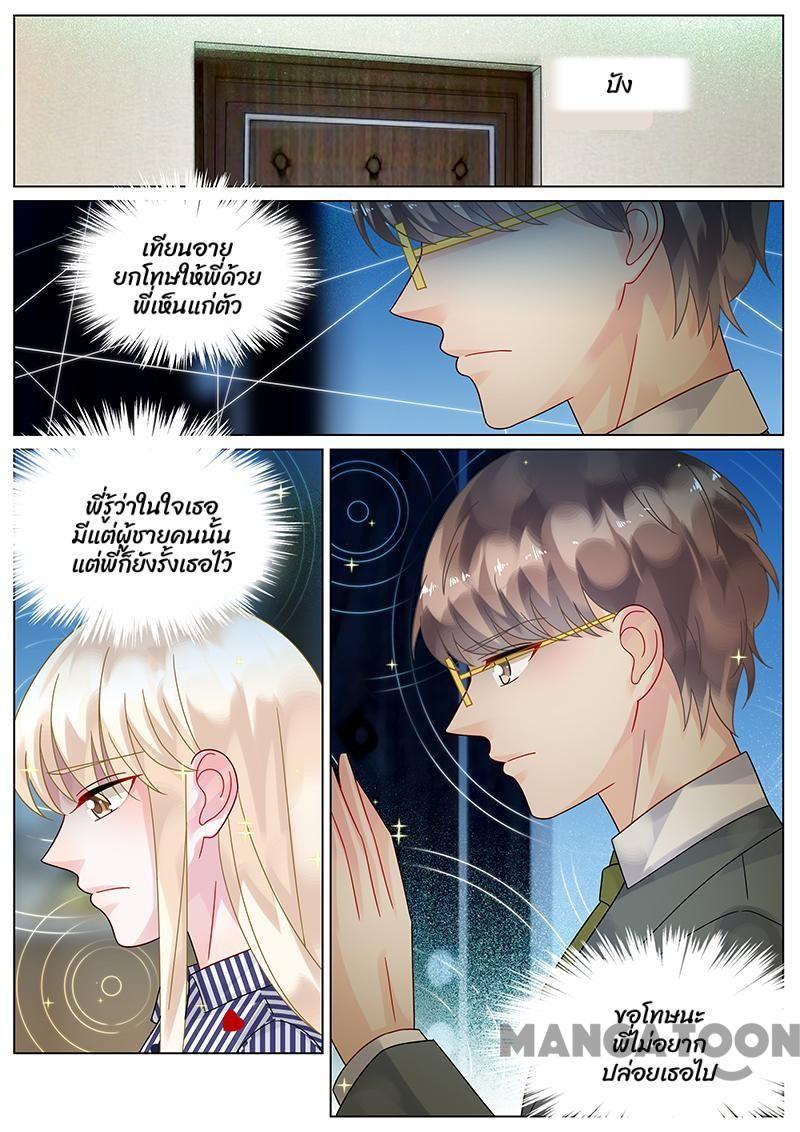 ปัง
เทียนอาย
ยกโทษให้พี่ด้วย
พี่เห็นแก่ตัว
พี่รู้ว่าในใจเธอ
มีแต่ผู้ชายคนนั้น
แต่พี่ก็ยังรั้งเธอไว้
ขอโทษนะ
พี่ไม่อยาก
ปล่อยเธอไป
MANGATOON